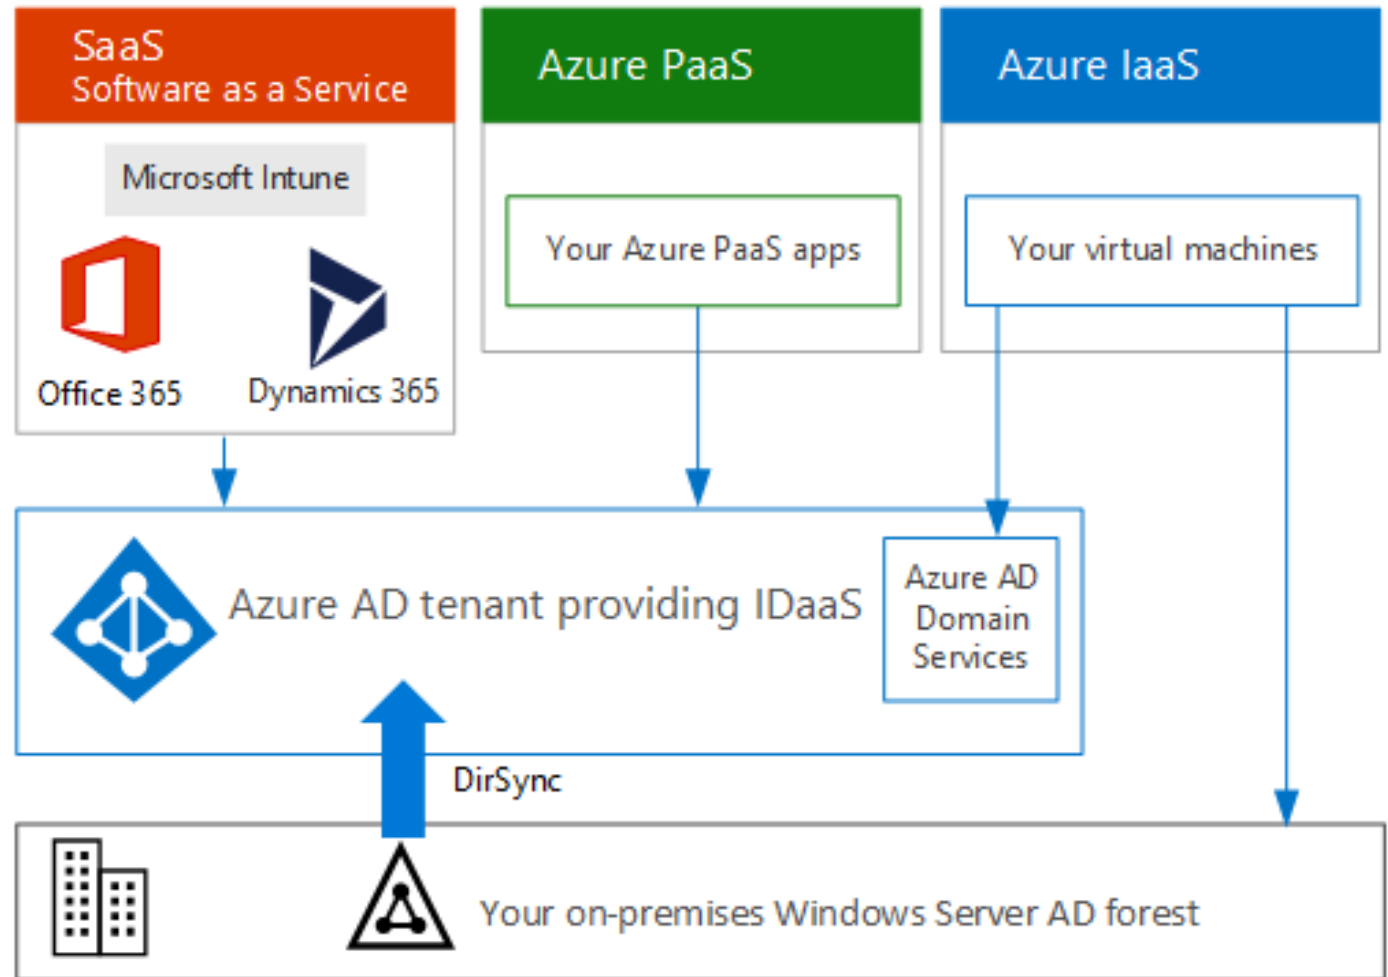 SaaS
Software as a Service
Azure PaaS
Azure IaaS
Microsoft Intune
Office 365
Dynamics 365
Your Azure PaaS apps
Your virtual machines
Azure AD tenant providing IDaaS
Azure AD
Domain
Services
DirSync
Your on-premises Windows Server AD forest